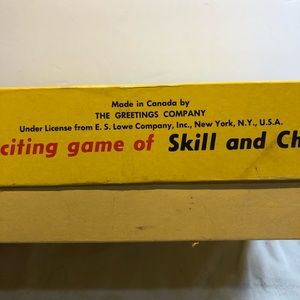 Made in Canada by
THE GREETINGS COMPANY
Under License from E. S. Lowe Company, Inc., New York, N.Y., U.S.A.
citing game of Skill and Ch